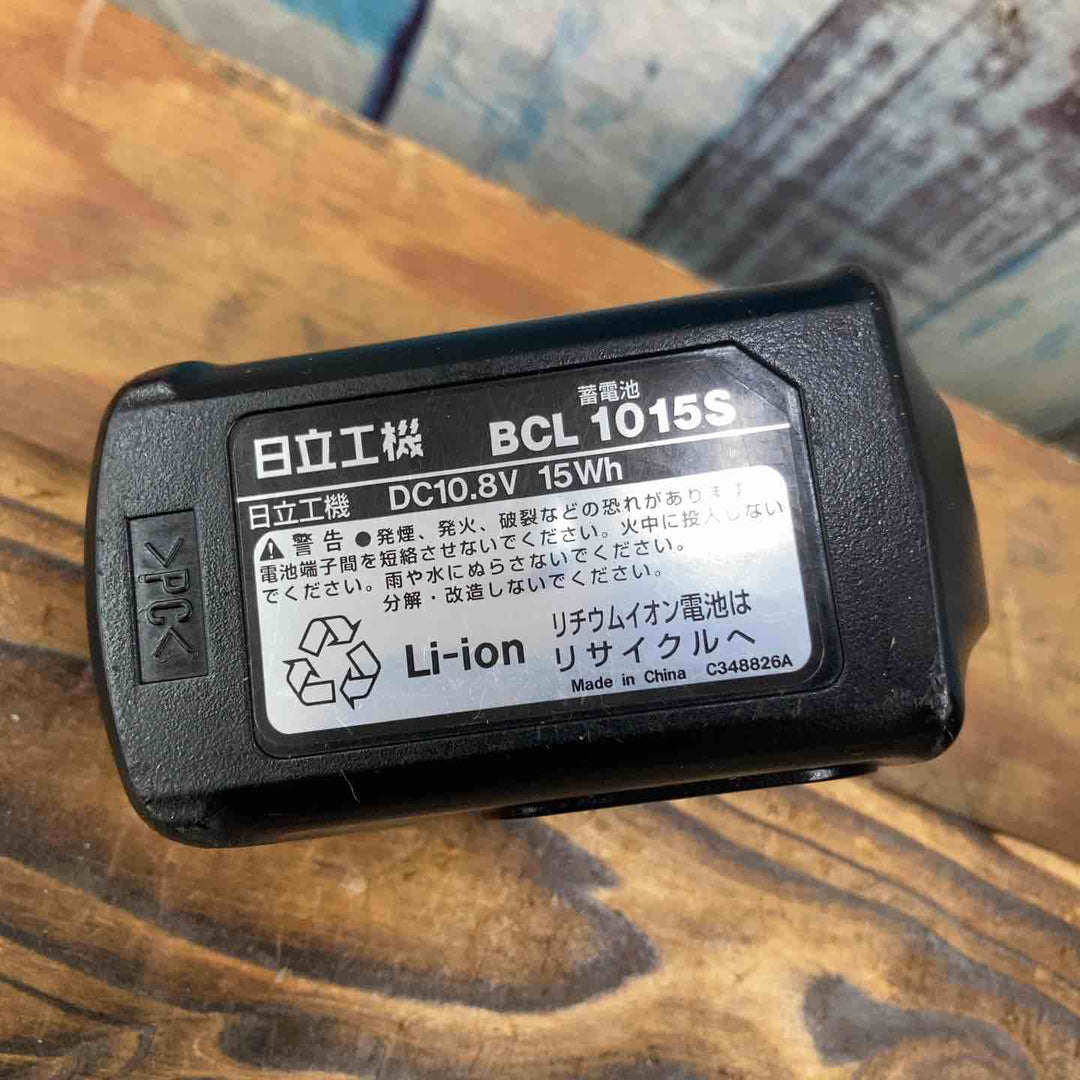 日立工機 蓄電池 BCL 1015S
日立工機 DC10.8V 15Wh
警告 ●発煙、発火、破裂などの恐れがあります
電池端子間を短絡させないでください。火中に投入しない
でください。雨や水にぬらさないでください。
分解・改造しないでください。
Li-ion リチウムイオン電池は
リサイクルへ
Made in China C348826A
>PC<